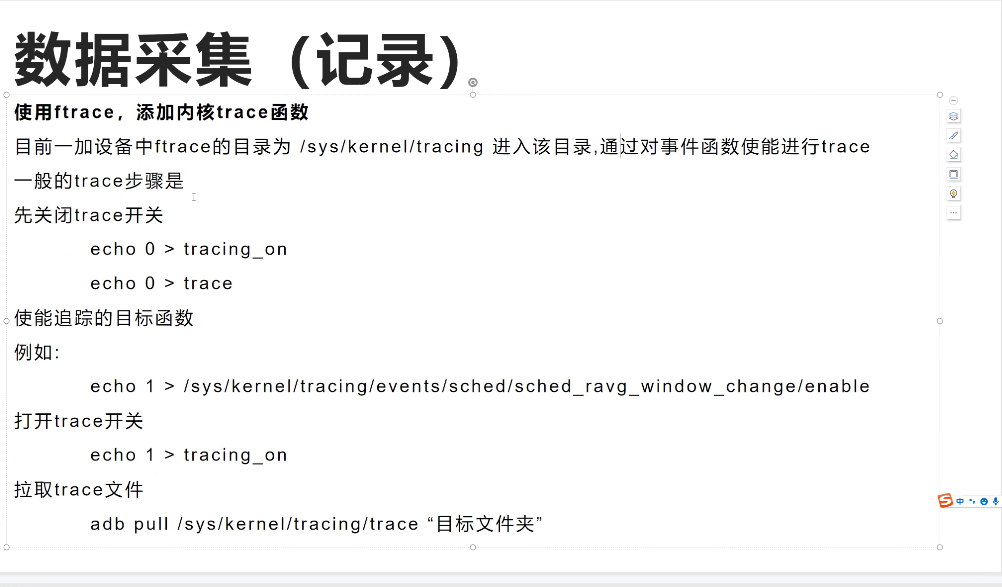 数据采集（记录）
使用ftrace，添加内核trace函数
目前一加设备中ftrace的目录为 /sys/kernel/tracing 进入该目录,通过对事件函数使能进行trace
一般的trace步骤是
先关闭trace开关
echo 0 > tracing_on
echo 0 > trace
使能追踪的目标函数
例如:
echo 1 > /sys/kernel/tracing/events/sched/sched_ravg_window_change/enable
打开trace开关
echo 1 > tracing_on
拉取trace文件
adb pull /sys/kernel/tracing/trace “目标文件夹”
中